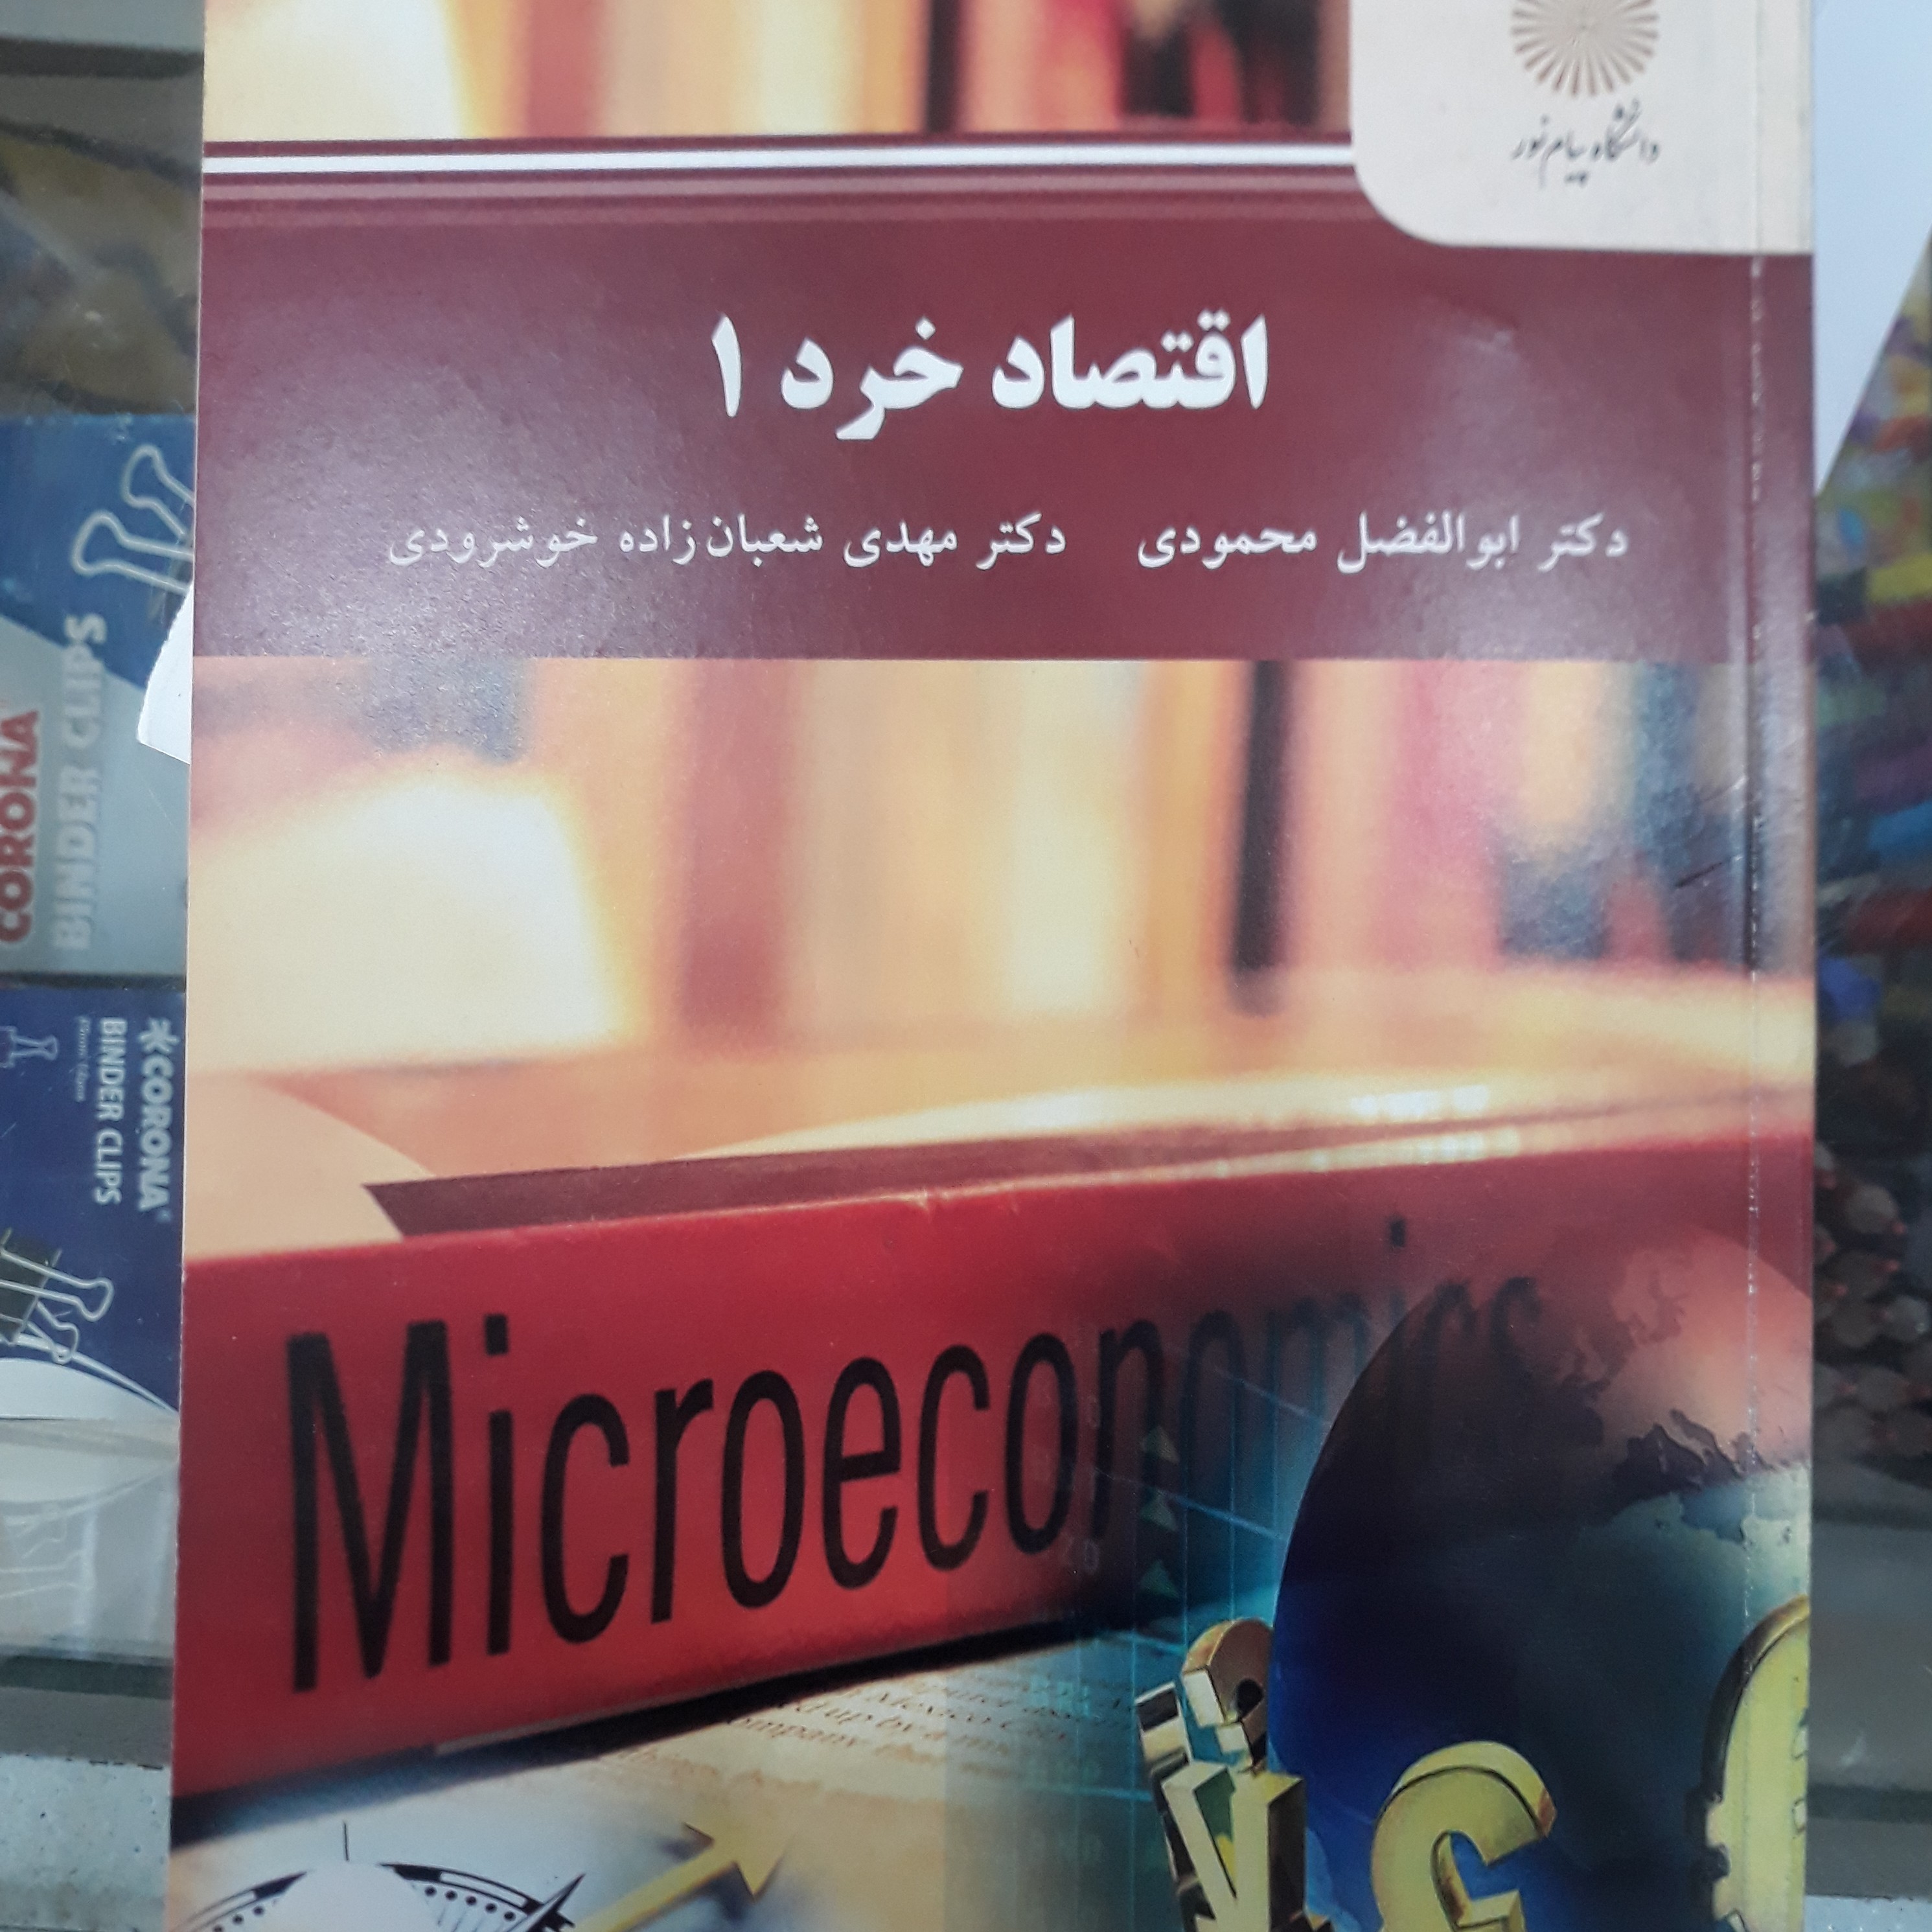 دانشگاه پیام نور
اقتصاد خرد ۱
دکتر ابوالفضل محمودی    دکتر مهدی شعبان‌زاده خوشرودی
Microeconomics
CORONA
BINDER CLIPS
CORONA
BINDER CLIPS